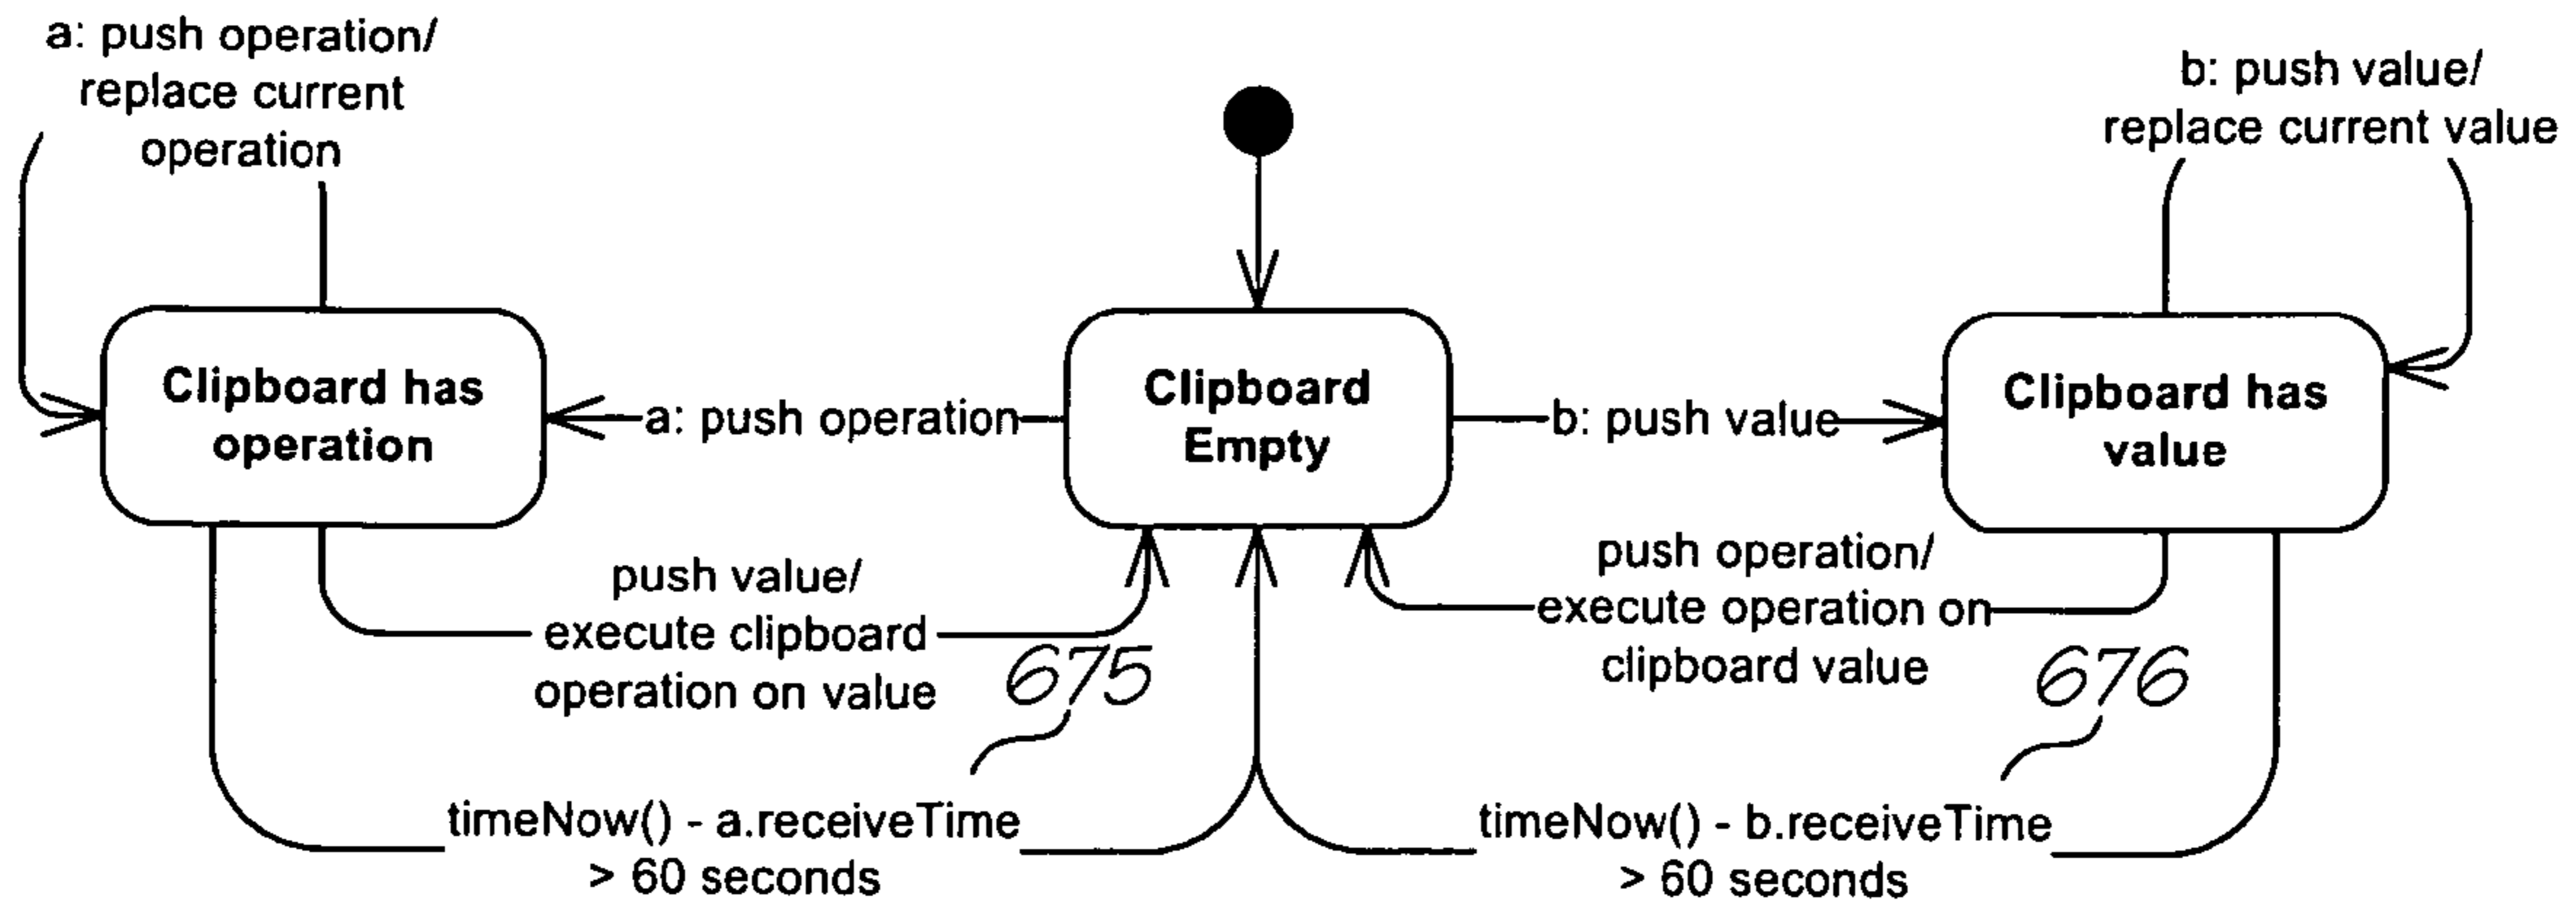 a: push operation/
replace current
operation
b: push value/
replace current value
Clipboard has
operation
a: push operation
Clipboard
Empty
b: push value
Clipboard has
value
push value/
execute clipboard
operation on value
675
push operation/
execute operation on
clipboard value
676
timeNow() - a.receiveTime
> 60 seconds
timeNow() - b.receiveTime
> 60 seconds